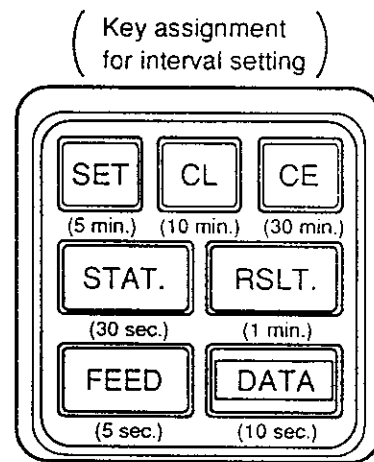 Key assignment
for interval setting
SET CL CE
(5 min.) (10 min.) (30 min.)
STAT. RSLT.
(30 sec.) (1 min.)
FEED DATA
(5 sec.) (10 sec.)